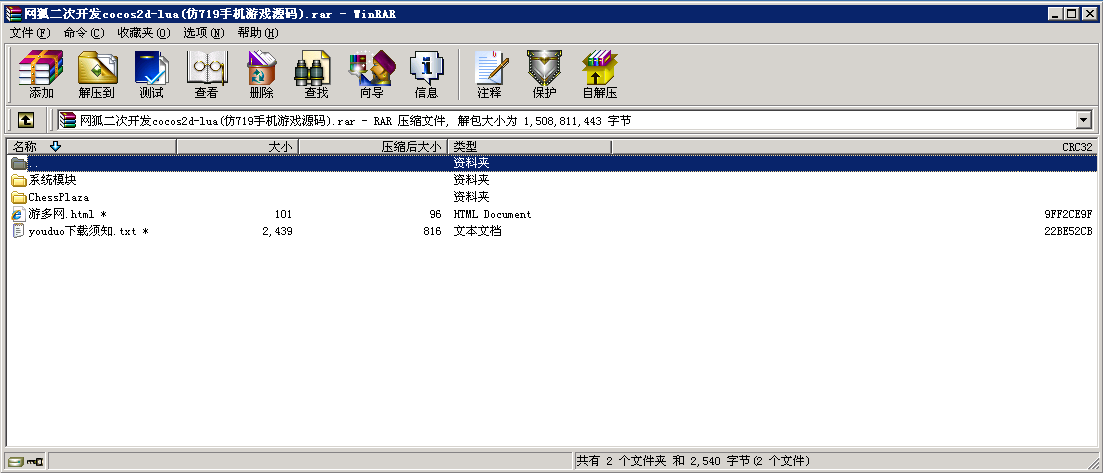 网狐二次开发cocos2d-lua(仿719手机游戏源码).rar - WinRAR
文件(F) 命令(C) 收藏夹(O) 选项(N) 帮助(H)
添加 解压到 测试 查看 删除 查找 向导 信息 注释 保护 自解压
网狐二次开发cocos2d-lua(仿719手机游戏源码).rar - RAR 压缩文件, 解包大小为 1,508,811,443 字节
名称 大小 压缩后大小 类型 CRC32
.. 资料夹
系统模块 资料夹
ChessPlaza 资料夹
游多网.html * 101 96 HTML Document 9FF2CE9F
youduo下载须知.txt * 2,439 816 文本文档 22BE52CB
共有 2 个文件夹 和 2,540 字节(2 个文件)